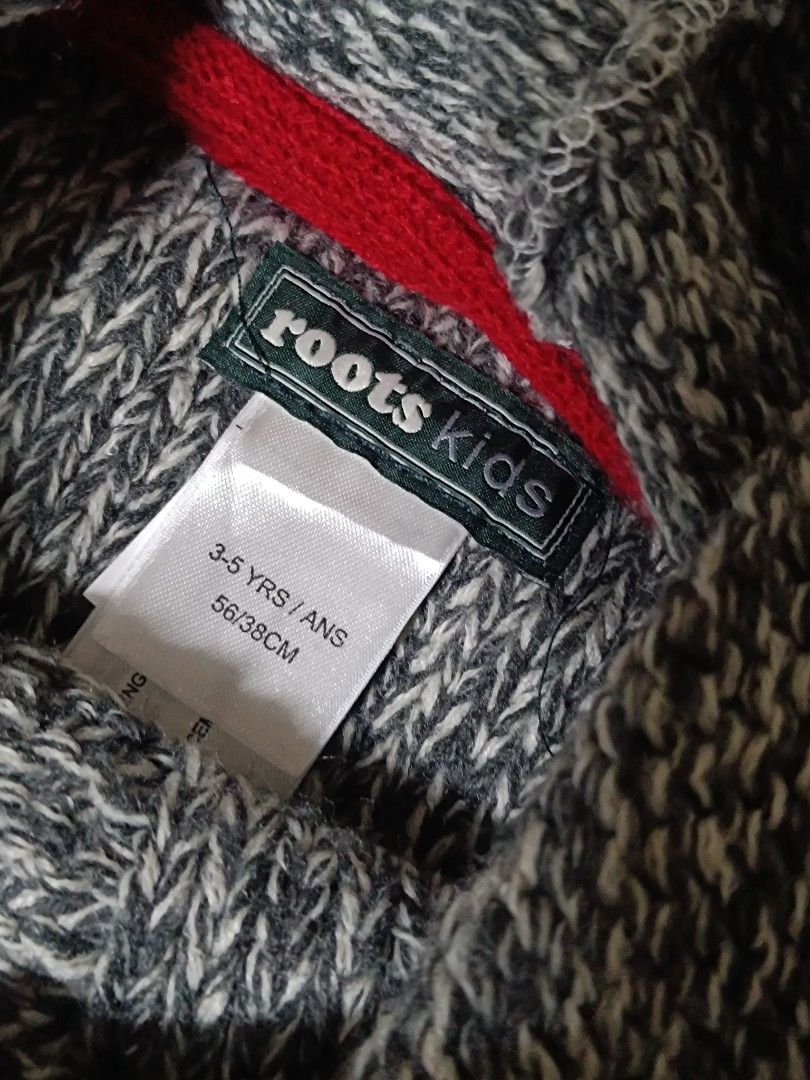 roots kids
3-5 YRS / ANS
56/38CM